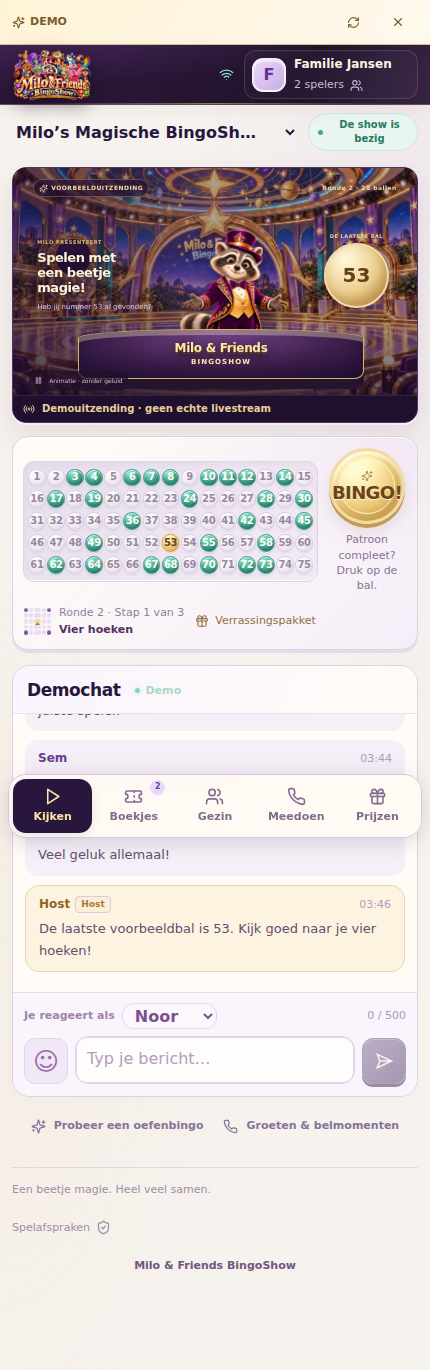 DEMO
Milo & Friends
BingoShow
F
Familie Jansen
2 spelers
Milo's Magische BingoSh...
De show is
bezig
VOORBEELDUITZENDING
Ronde 2 · 28 ballen
MILO PRESENTEERT
Spelen met
een beetje
magie!
Heb jij nummer 53 al gevonden?
Milo &
Bingo
DE LAATSTE BAL
53
Milo & Friends
BINGOSHOW
Animatie · zonder geluid
Demouitzending · geen echte livestream
1 2 3 4 5 6 7 8 9 10 11 12 13 14 15
16 17 18 19 20 21 22 23 24 25 26 27 28 29 30
31 32 33 34 35 36 37 38 39 40 41 42 43 44 45
46 47 48 49 50 51 52 53 54 55 56 57 58 59 60
61 62 63 64 65 66 67 68 69 70 71 72 73 74 75
BINGO!
Patroon
compleet?
Druk op de
bal.
Ronde 2 · Stap 1 van 3
Vier hoeken
Verrassingspakket
Demochat
Demo
Sem
03:44
Kijken
Boekjes
2
Gezin
Meedoen
Prijzen
Veel geluk allemaal!
Host Host
03:46
De laatste voorbeeldbal is 53. Kijk goed naar je vier
hoeken!
Je reageert als
Noor
0 / 500
Typ je bericht...
Probeer een oefenbingo
Groeten & belmomenten
Een beetje magie. Heel veel samen.
Spelafspraken
Milo & Friends BingoShow